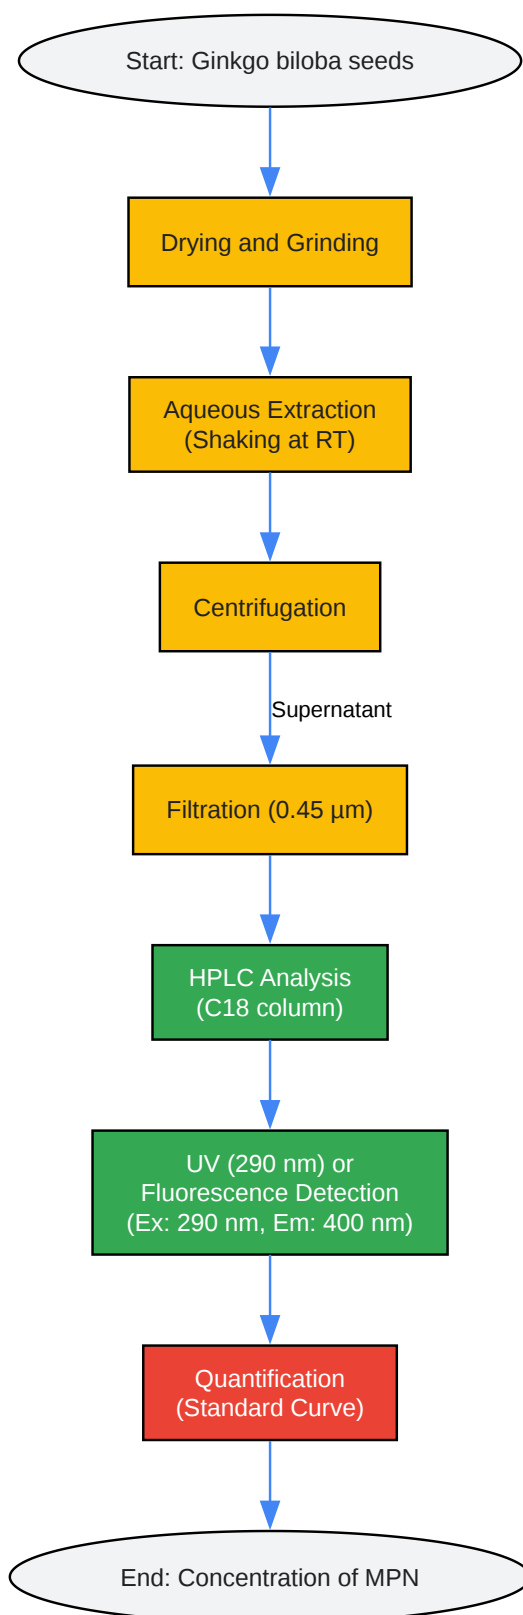 Start: Ginkgo biloba seeds
Drying and Grinding
Aqueous Extraction
(Shaking at RT)
Centrifugation
Supernatant
Filtration (0.45 µm)
HPLC Analysis
(C18 column)
UV (290 nm) or
Fluorescence Detection
(Ex: 290 nm, Em: 400 nm)
Quantification
(Standard Curve)
End: Concentration of MPN